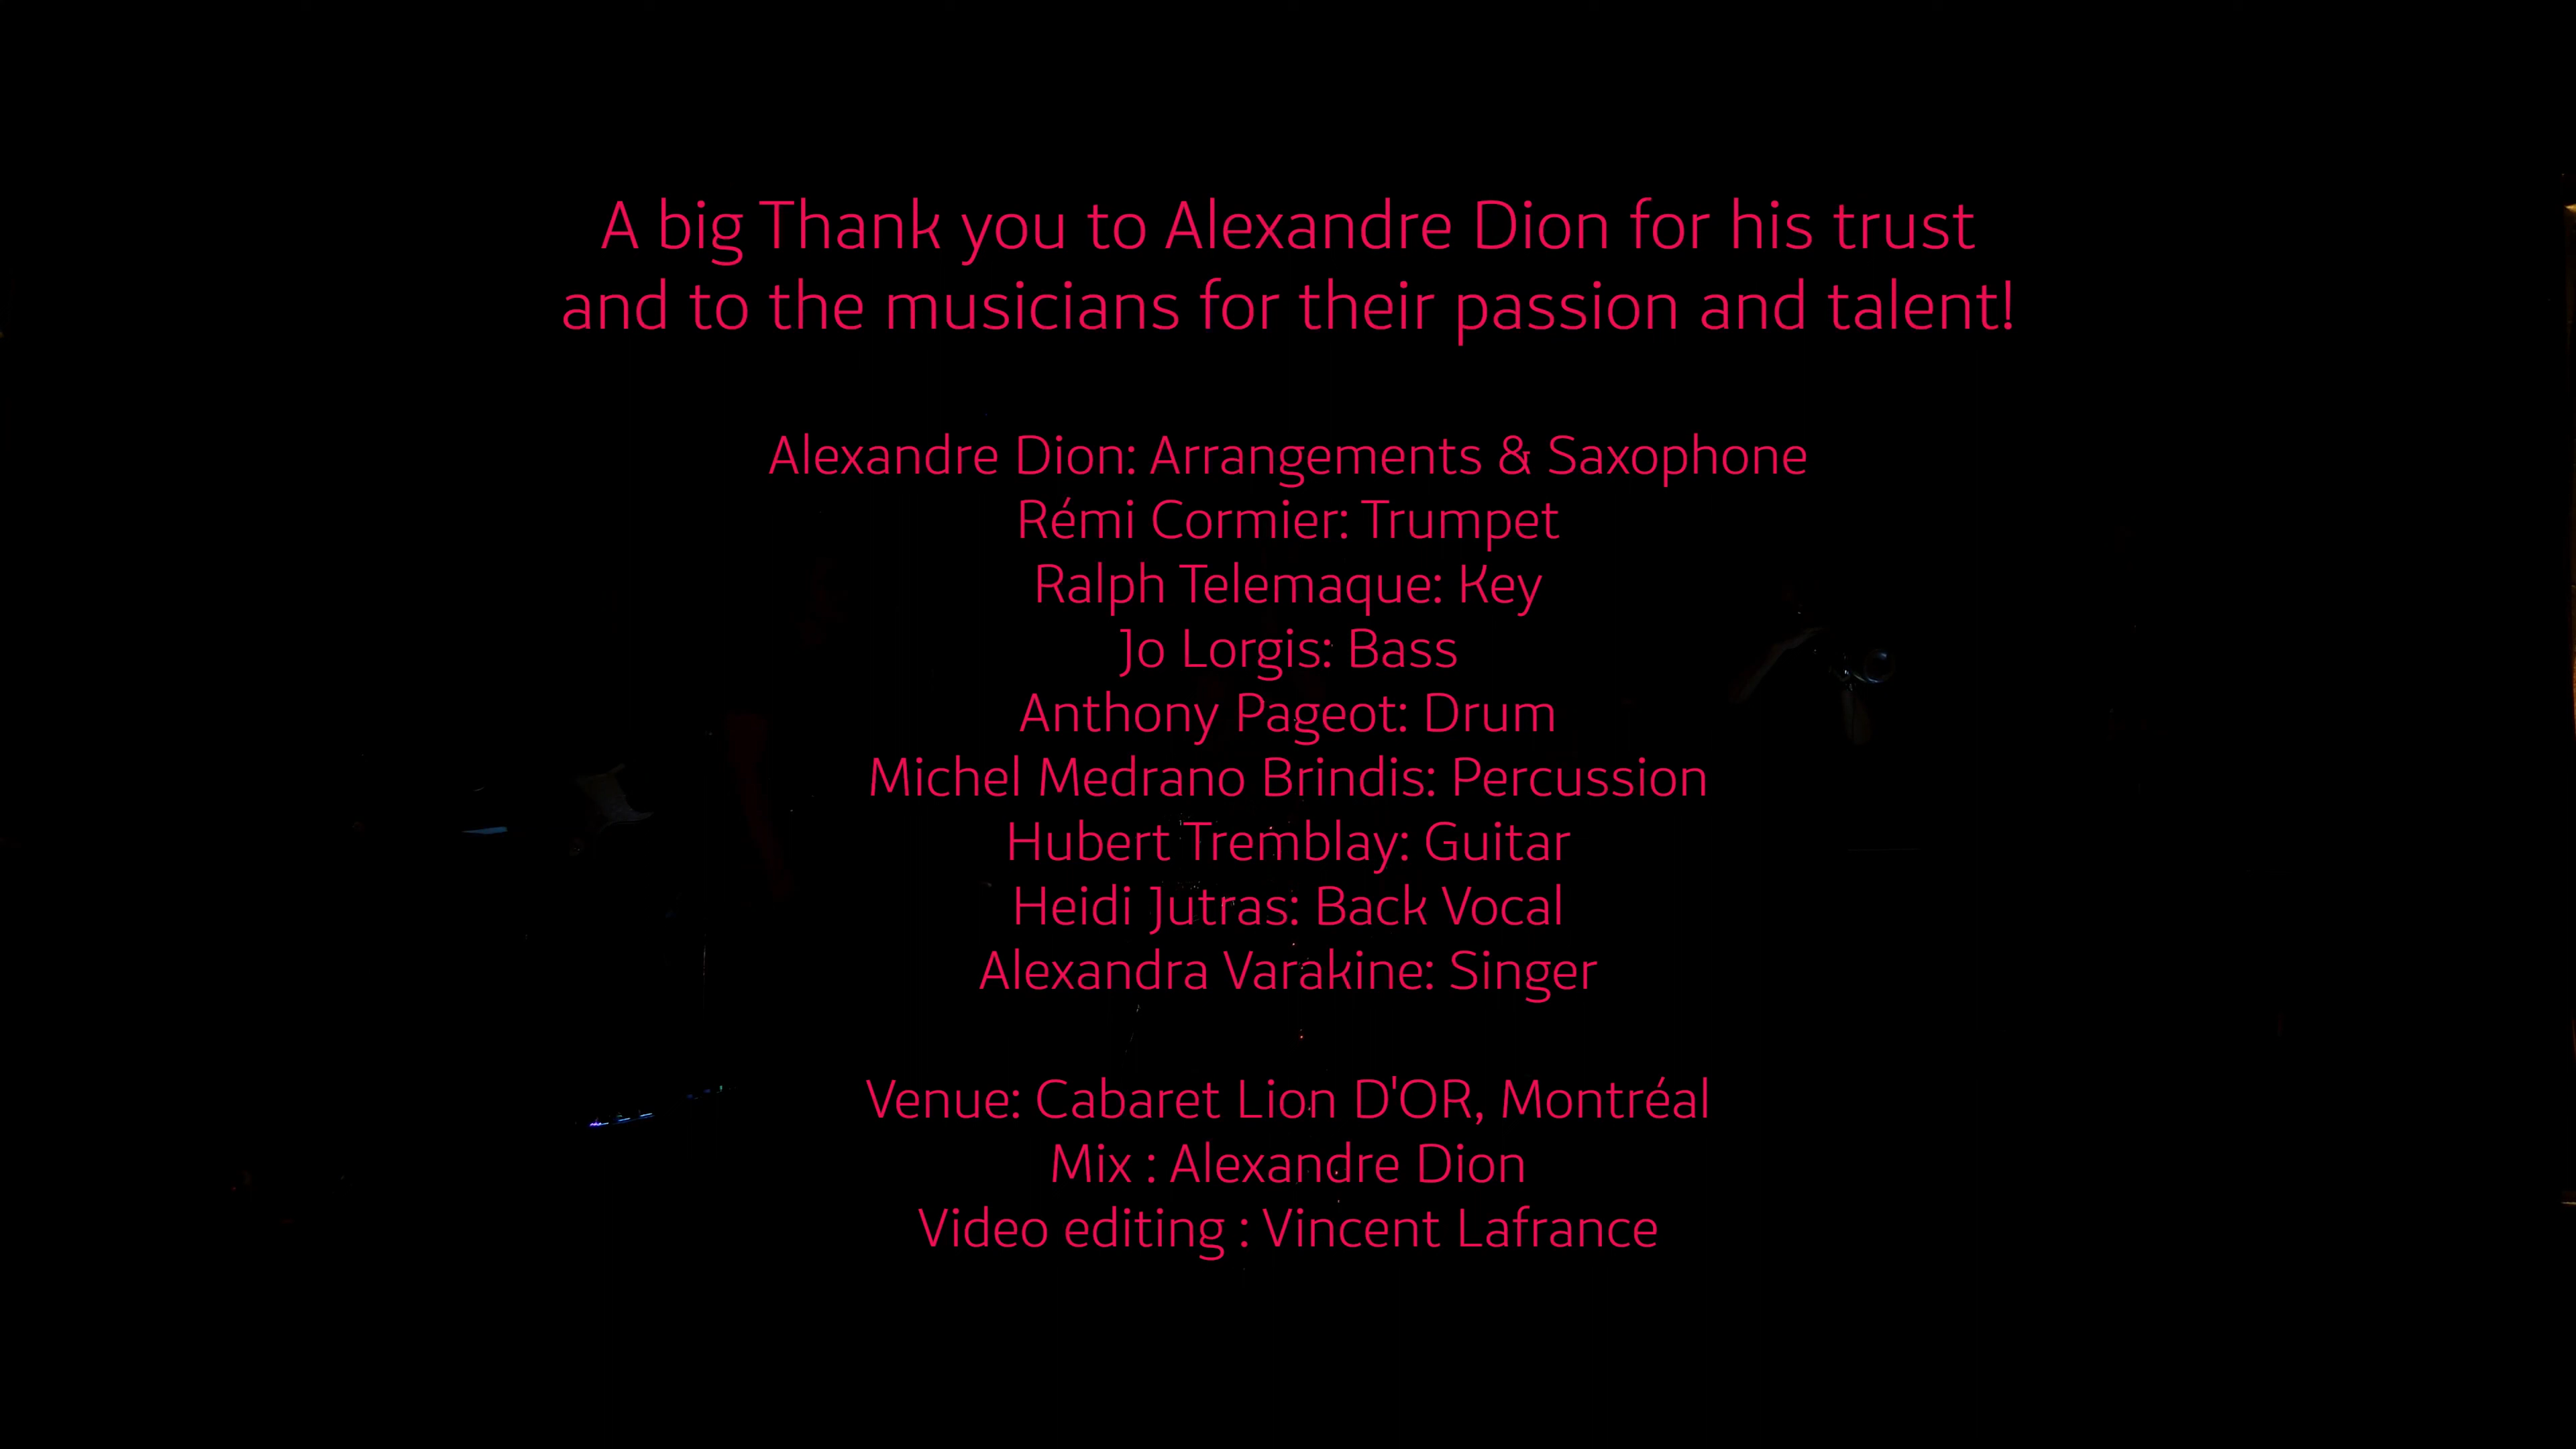 A big Thank you to Alexandre Dion for his trust
and to the musicians for their passion and talent!
Alexandre Dion: Arrangements & Saxophone
Rémi Cormier: Trumpet
Ralph Telemaque: Key
Jo Lorgis: Bass
Anthony Pageot: Drum
Michel Medrano Brindis: Percussion
Hubert Tremblay: Guitar
Heidi Jutras: Back Vocal
Alexandra Varakine: Singer
Venue: Cabaret Lion D'OR, Montréal
Mix : Alexandre Dion
Video editing : Vincent Lafrance